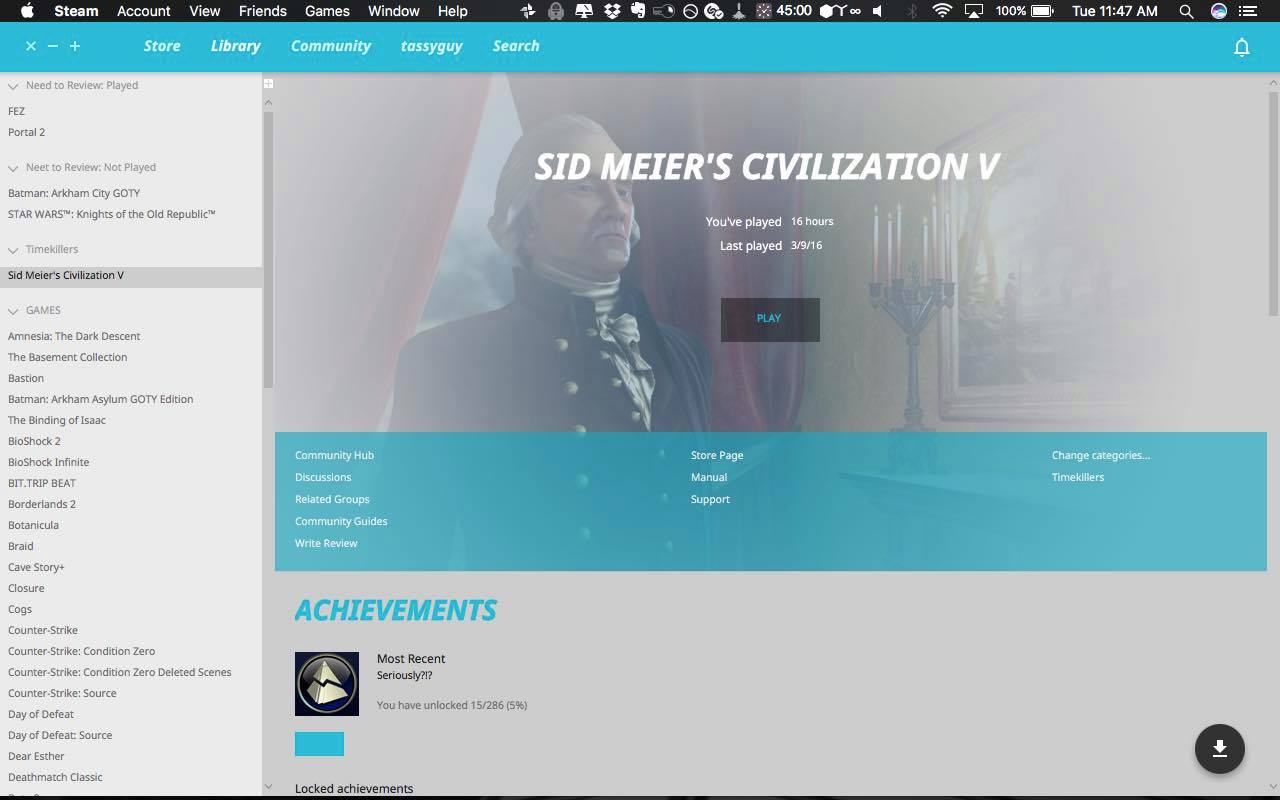 Steam Account View Friends Games Window Help 45:00 100% Tue 11:47 AM
Store Library Community tassyguy Search
Need to Review: Played
FEZ
Portal 2
Neet to Review: Not Played
Batman: Arkham City GOTY
STAR WARS™: Knights of the Old Republic™
Timekillers
Sid Meier's Civilization V
GAMES
Amnesia: The Dark Descent
The Basement Collection
Bastion
Batman: Arkham Asylum GOTY Edition
The Binding of Isaac
BioShock 2
BioShock Infinite
BIT.TRIP BEAT
Borderlands 2
Botanicula
Braid
Cave Story+
Closure
Cogs
Counter-Strike
Counter-Strike: Condition Zero
Counter-Strike: Condition Zero Deleted Scenes
Counter-Strike: Source
Day of Defeat
Day of Defeat: Source
Dear Esther
Deathmatch Classic
SID MEIER'S CIVILIZATION V
You've played 16 hours
Last played 3/9/16
PLAY
Community Hub
Discussions
Related Groups
Community Guides
Write Review
Store Page
Manual
Support
Change categories...
Timekillers
ACHIEVEMENTS
Most Recent
Seriously?!?
You have unlocked 15/286 (5%)
Locked achievements